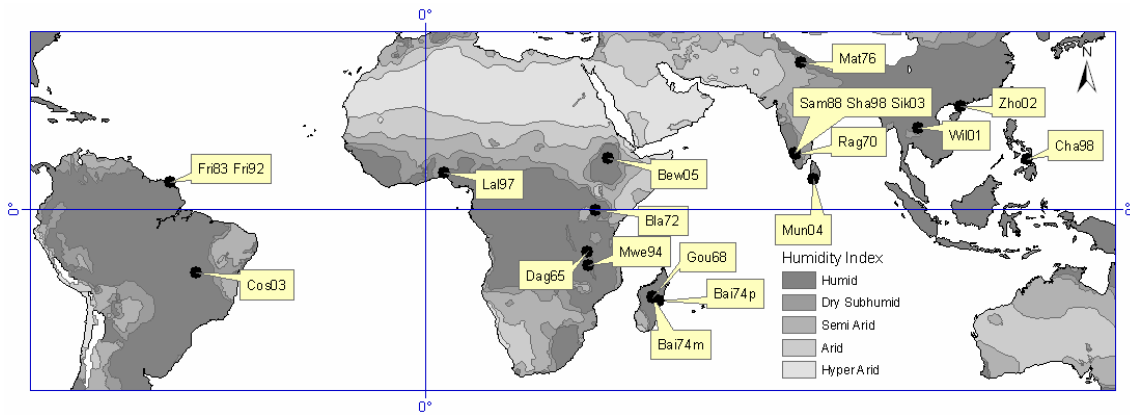 0°
N
Mat76
Sam88 Sha98 Sik03
Zho02
Wil01
Rag70
Cha98
Fri83 Fri92
Lal97
Bew05
0°
0°
Bla72
Mun04
Mwe94
Gou68
Dag65
Cos03
Bai74p
Bai74m
Humidity Index
Humid
Dry Subhumid
Semi Arid
Arid
Hyper Arid
0°